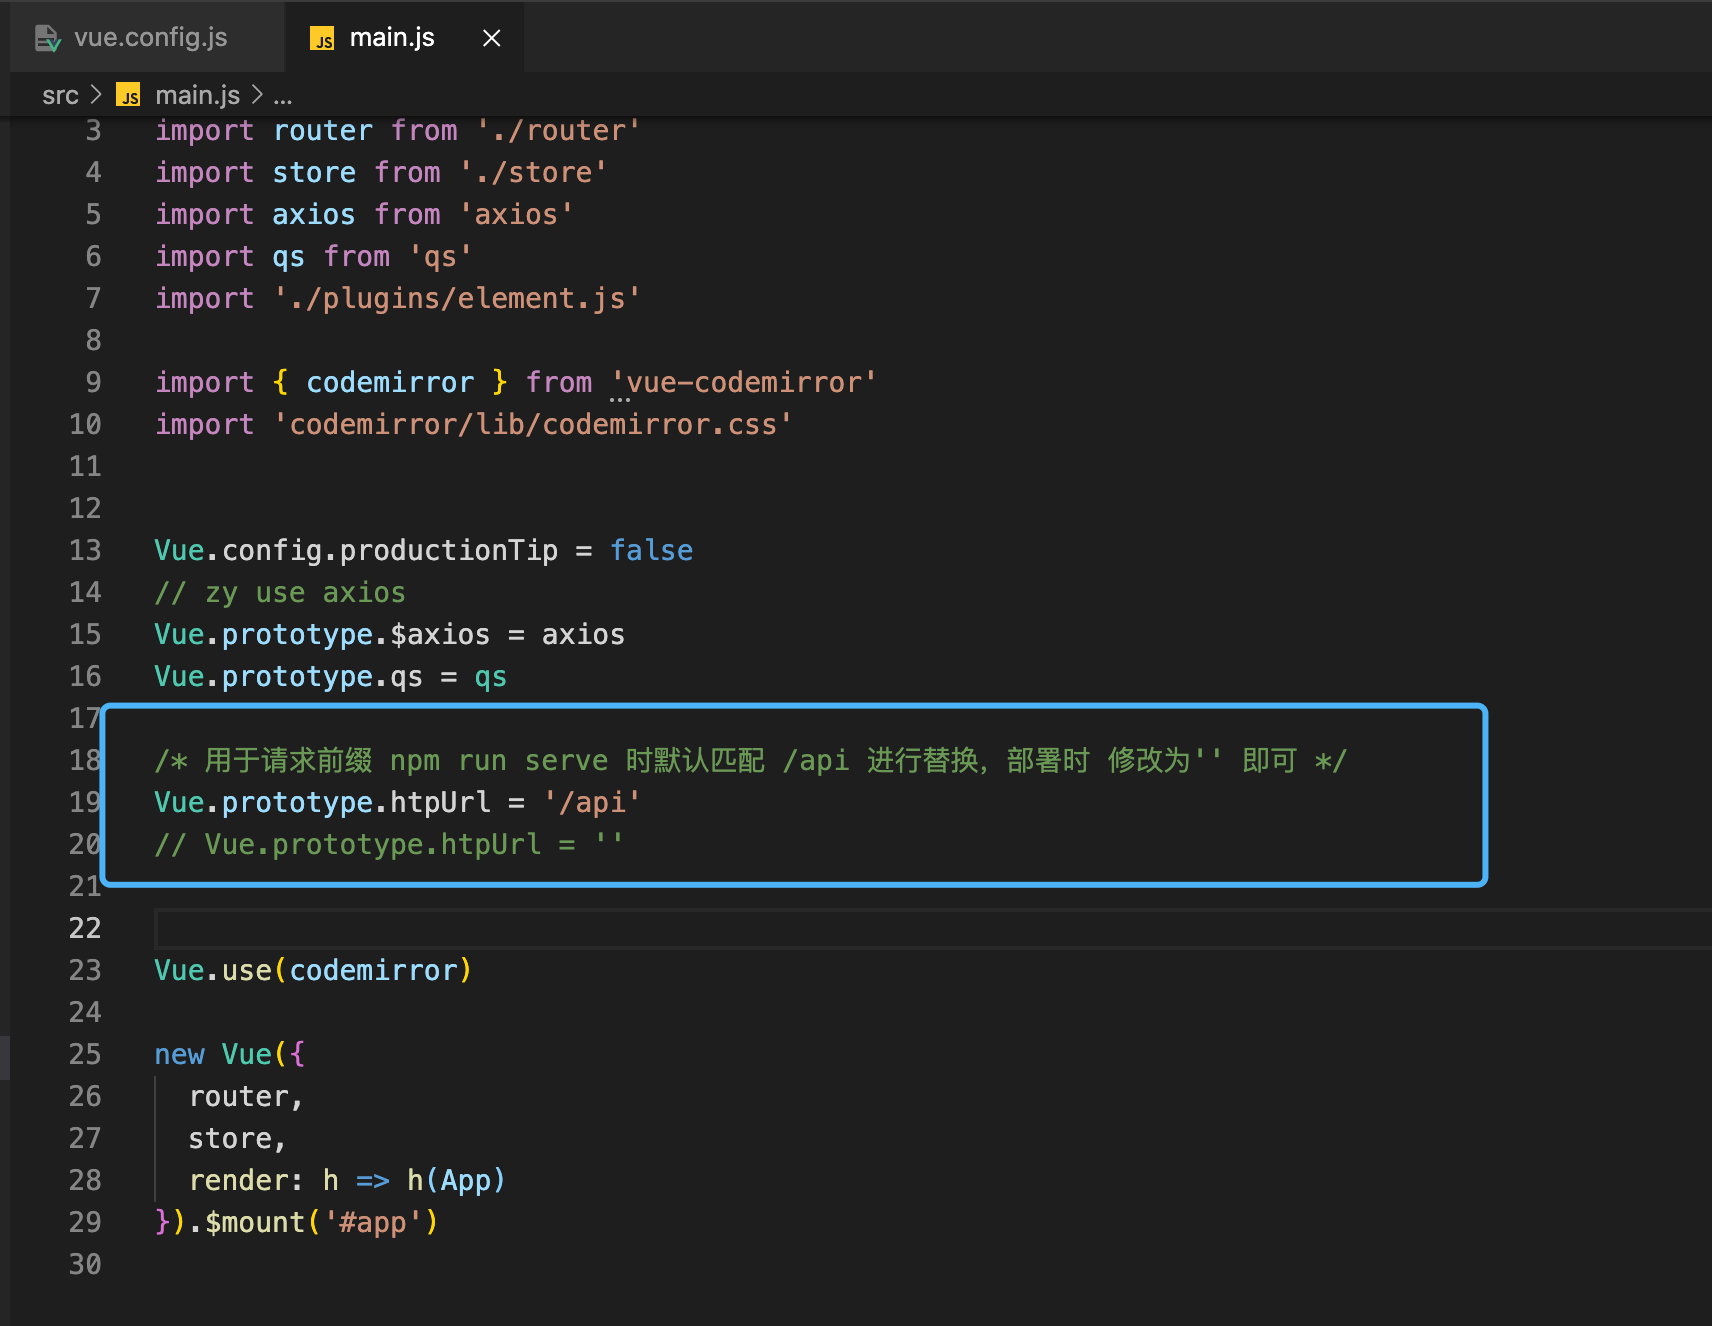 vue.config.js
JS main.js ×
src > JS main.js > ...
3 import router from './router'
4 import store from './store'
5 import axios from 'axios'
6 import qs from 'qs'
7 import './plugins/element.js'
8
9 import { codemirror } from 'vue-codemirror'
10 import 'codemirror/lib/codemirror.css'
11
12
13 Vue.config.productionTip = false
14 // zy use axios
15 Vue.prototype.$axios = axios
16 Vue.prototype.qs = qs
17
18 /* 用于请求前缀 npm run serve 时默认匹配 /api 进行替换，部署时 修改为'' 即可 */
19 Vue.prototype.htpUrl = '/api'
20 // Vue.prototype.htpUrl = ''
21
22
23 Vue.use(codemirror)
24
25 new Vue({
26   router,
27   store,
28   render: h => h(App)
29 }).$mount('#app')
30